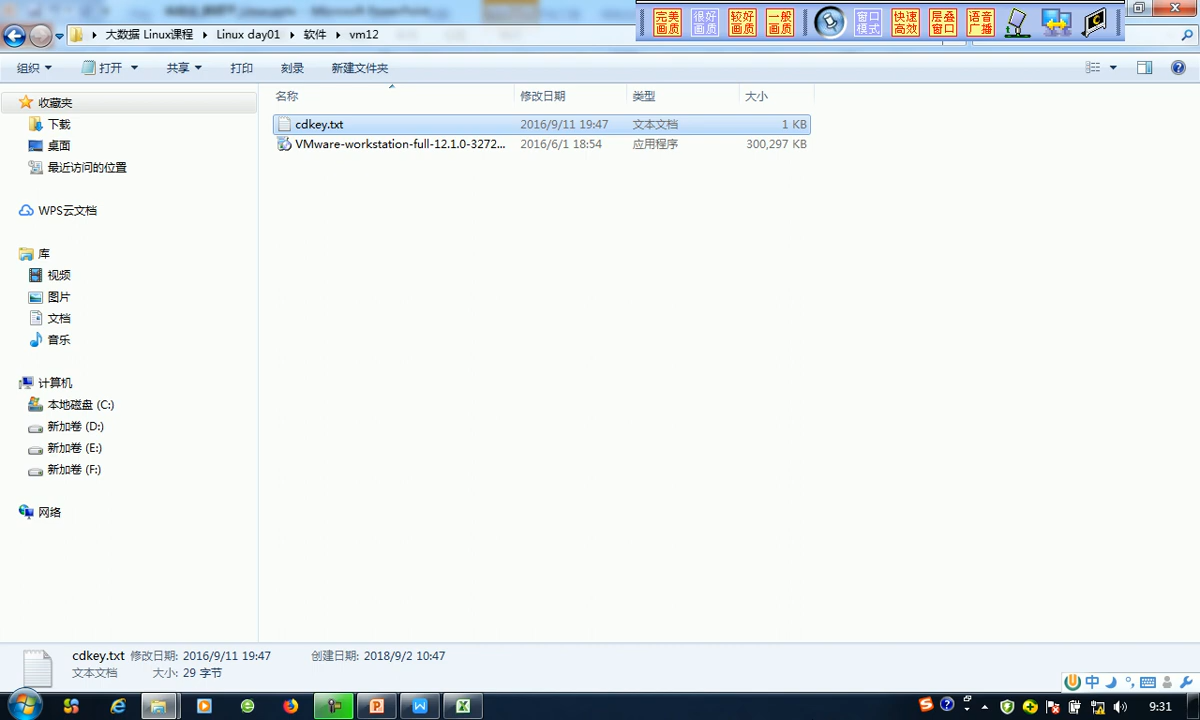 完美画质 很好画质 较好画质 一般画质 窗口模式 快速高效 层叠窗口 语音广播
大数据 Linux课程 Linux day01 软件 vm12
组织 打开 共享 打印 刻录 新建文件夹
名称 修改日期 类型 大小
收藏夹
下载
桌面
最近访问的位置
WPS云文档
库
视频
图片
文档
音乐
计算机
本地磁盘 (C:)
新加卷 (D:)
新加卷 (E:)
新加卷 (F:)
网络
cdkey.txt 2016/9/11 19:47 文本文档 1 KB
VMware-workstation-full-12.1.0-3272... 2016/6/1 18:54 应用程序 300,297 KB
cdkey.txt 修改日期: 2016/9/11 19:47 创建日期: 2018/9/2 10:47
文本文档 大小: 29 字节
中
9:31